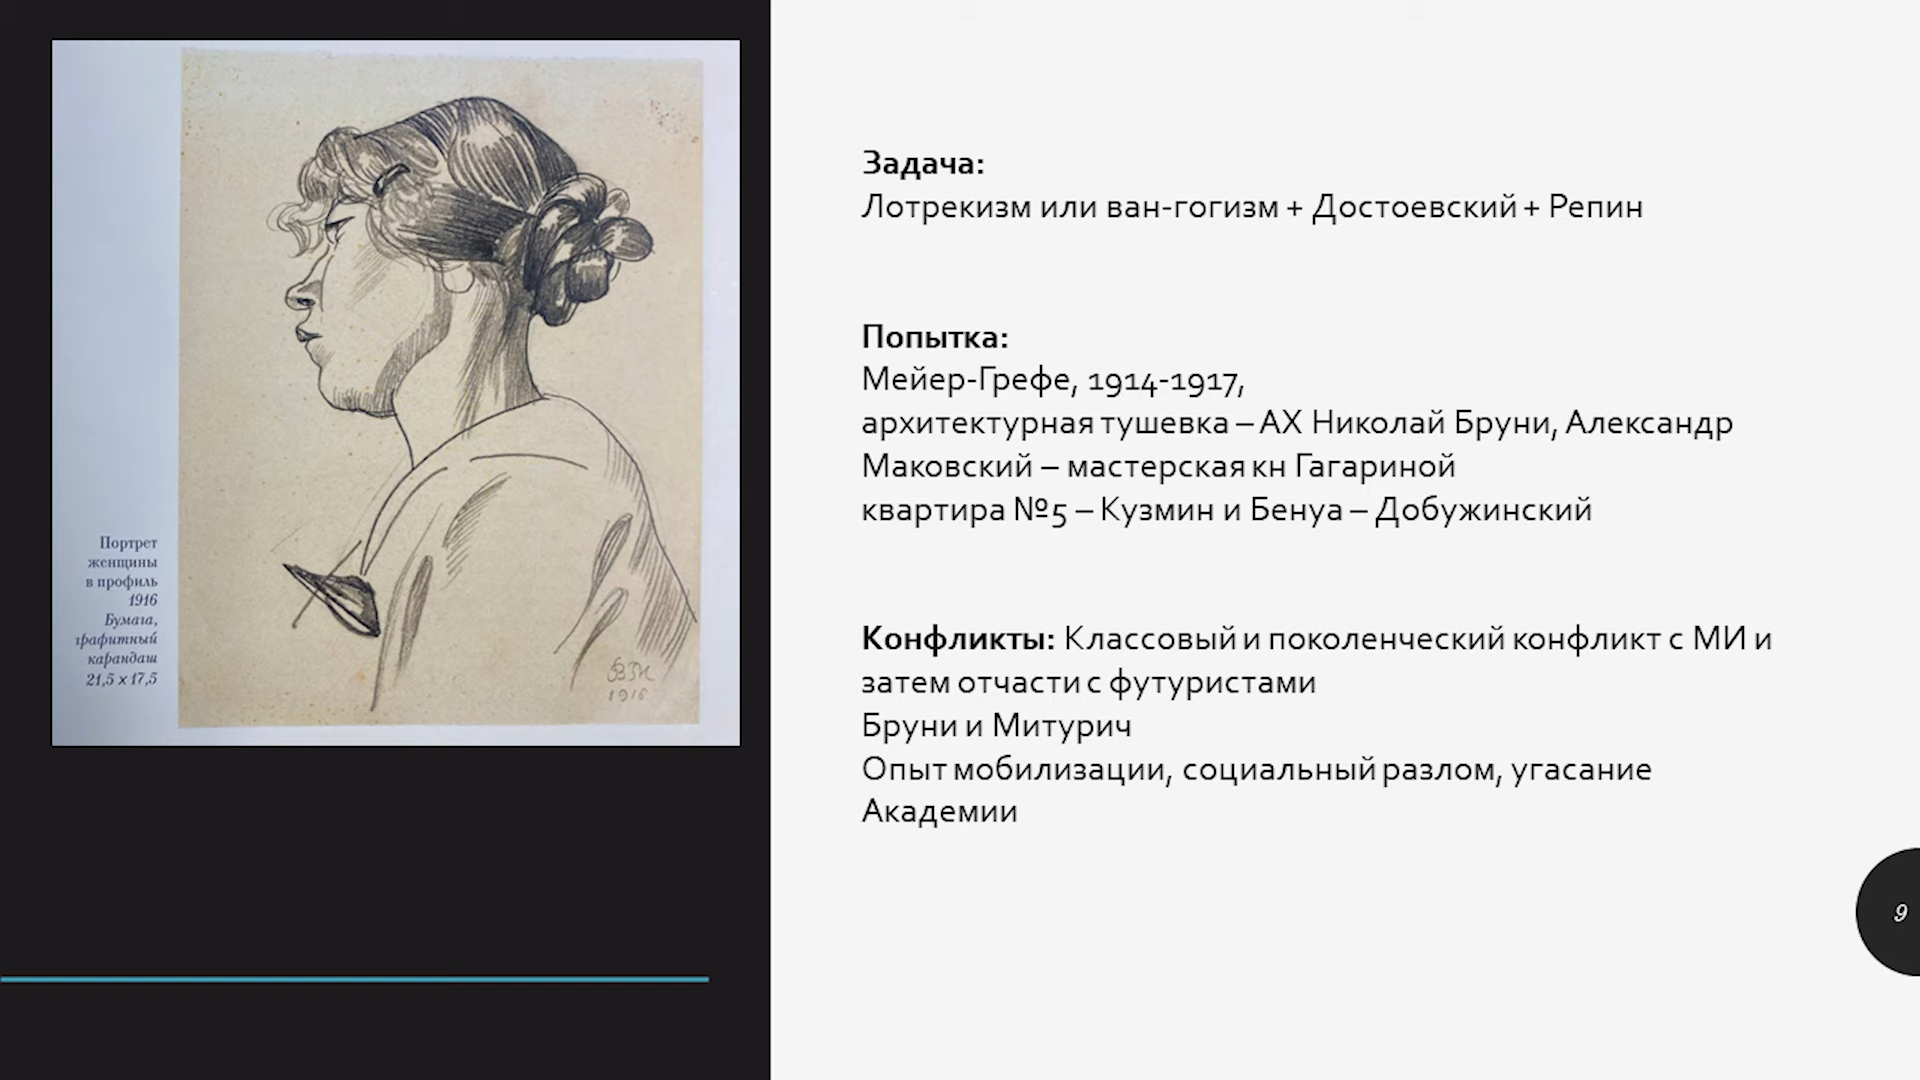 Портрет
женщины
в профиль
1916
Бумага,
графитный
карандаш
21,5 x 17,5
1916
Задача:
Лотрекизм или ван-гогизм + Достоевский + Репин
Попытка:
Мейер-Грефе, 1914-1917,
архитектурная тушевка – АХ Николай Бруни, Александр
Маковский – мастерская кн Гагариной
квартира №5 – Кузмин и Бенуа – Добужинский
Конфликты: Классовый и поколенческий конфликт с МИ и
затем отчасти с футуристами
Бруни и Митурич
Опыт мобилизации, социальный разлом, угасание
Академии
9